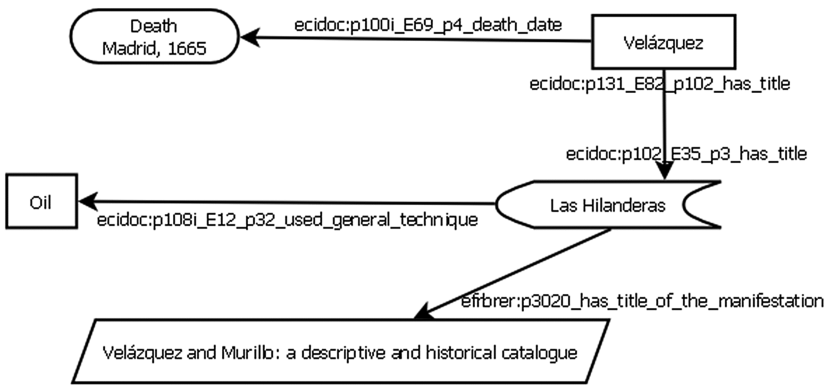 Death
Madrid, 1665
ecidoc:p100i_E69_p4_death_date
Velázquez
ecidoc:p131_E82_p102_has_title
ecidoc:p102_E35_p3_has_title
Oil
Las Hilanderas
ecidoc:p108i_E12_p32_used_general_technique
efrbrer:p3020_has_title_of_the_manifestation
Velázquez and Murillo: a descriptive and historical catalogue